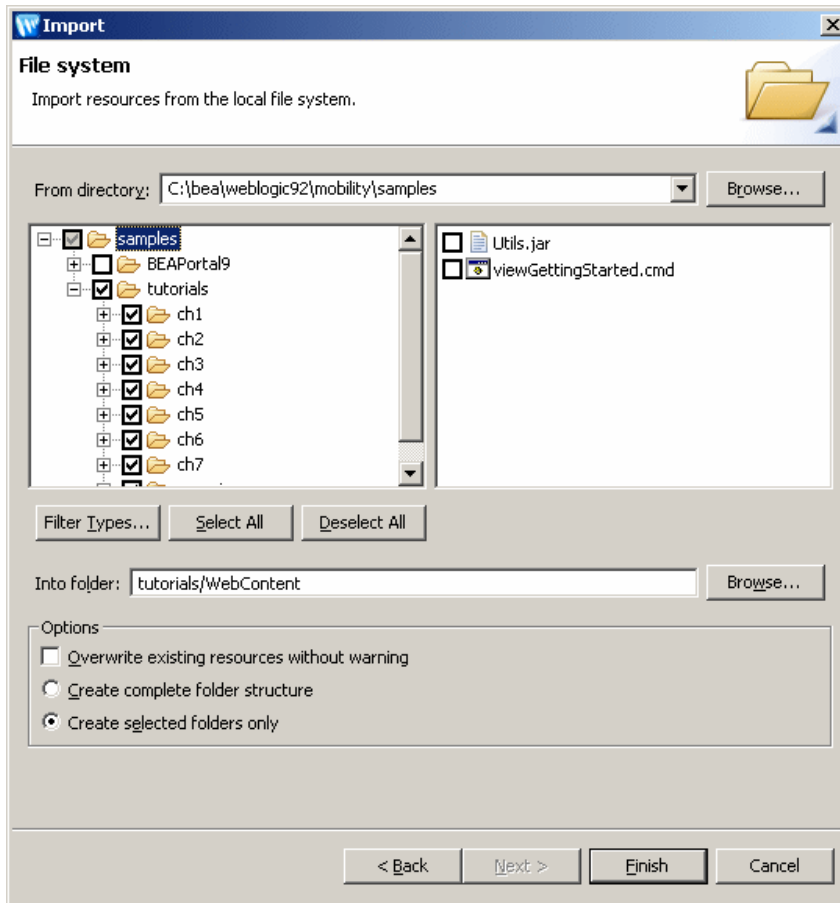 Import
File system
Import resources from the local file system.
From directory: C:\bea\weblogic92\mobility\samples Browse...
samples
BEAPortal9
tutorials
ch1
ch2
ch3
ch4
ch5
ch6
ch7
Utils.jar
viewGettingStarted.cmd
Filter Types... Select All Deselect All
Into folder: tutorials/WebContent Browse...
Options
Overwrite existing resources without warning
Create complete folder structure
Create selected folders only
< Back Next > Finish Cancel